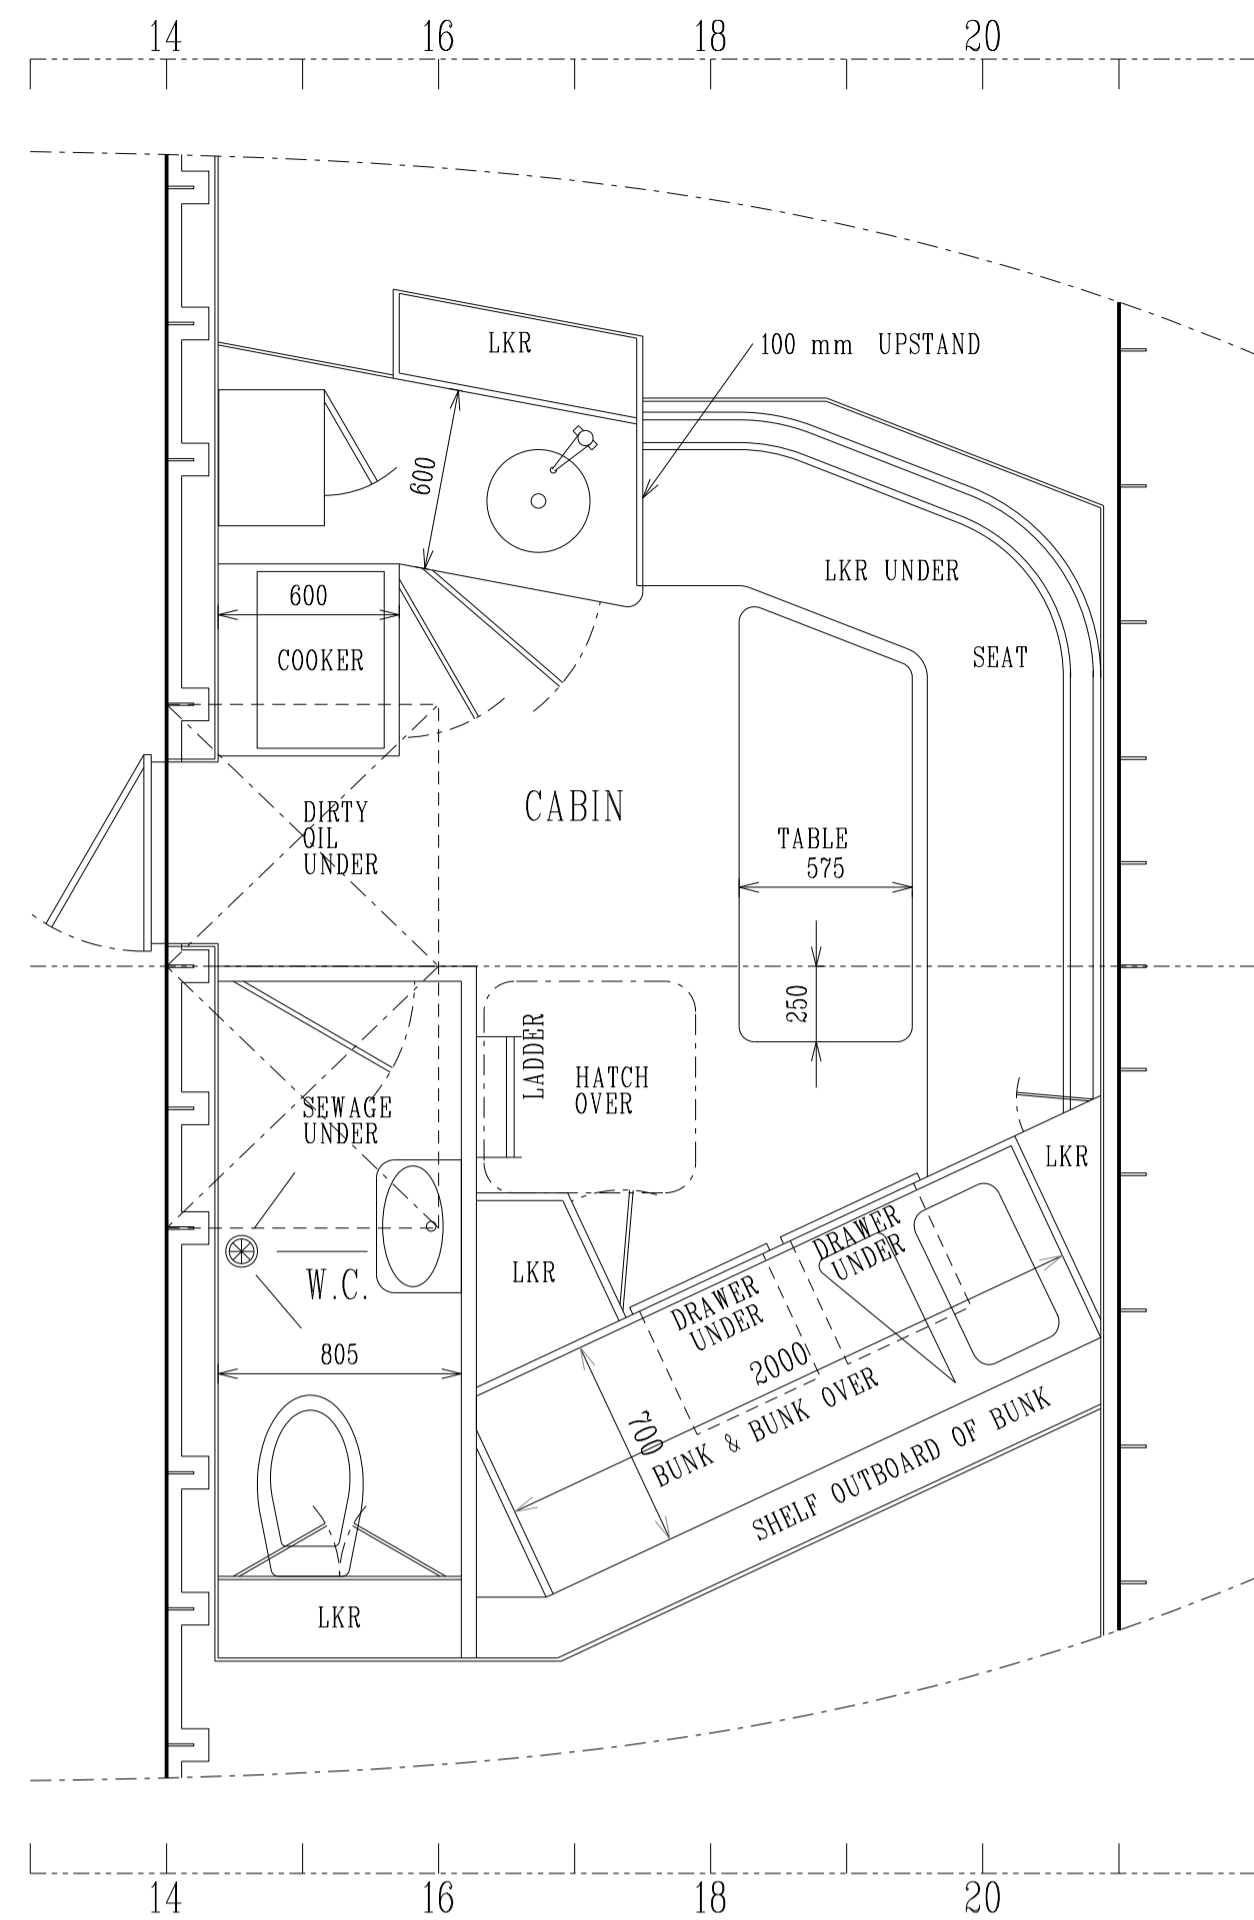 14 16 18 20
LKR
100 mm UPSTAND
600
LKR UNDER
600
COOKER
SEAT
CABIN
DIRTY
OIL
UNDER
TABLE
575
250
LADDER
HATCH
OVER
SEWAGE
UNDER
LKR
W.C.
LKR
DRAWER
UNDER
DRAWER
UNDER
805
2000
700
BUNK & BUNK OVER
SHELF OUTBOARD OF BUNK
LKR
14 16 18 20